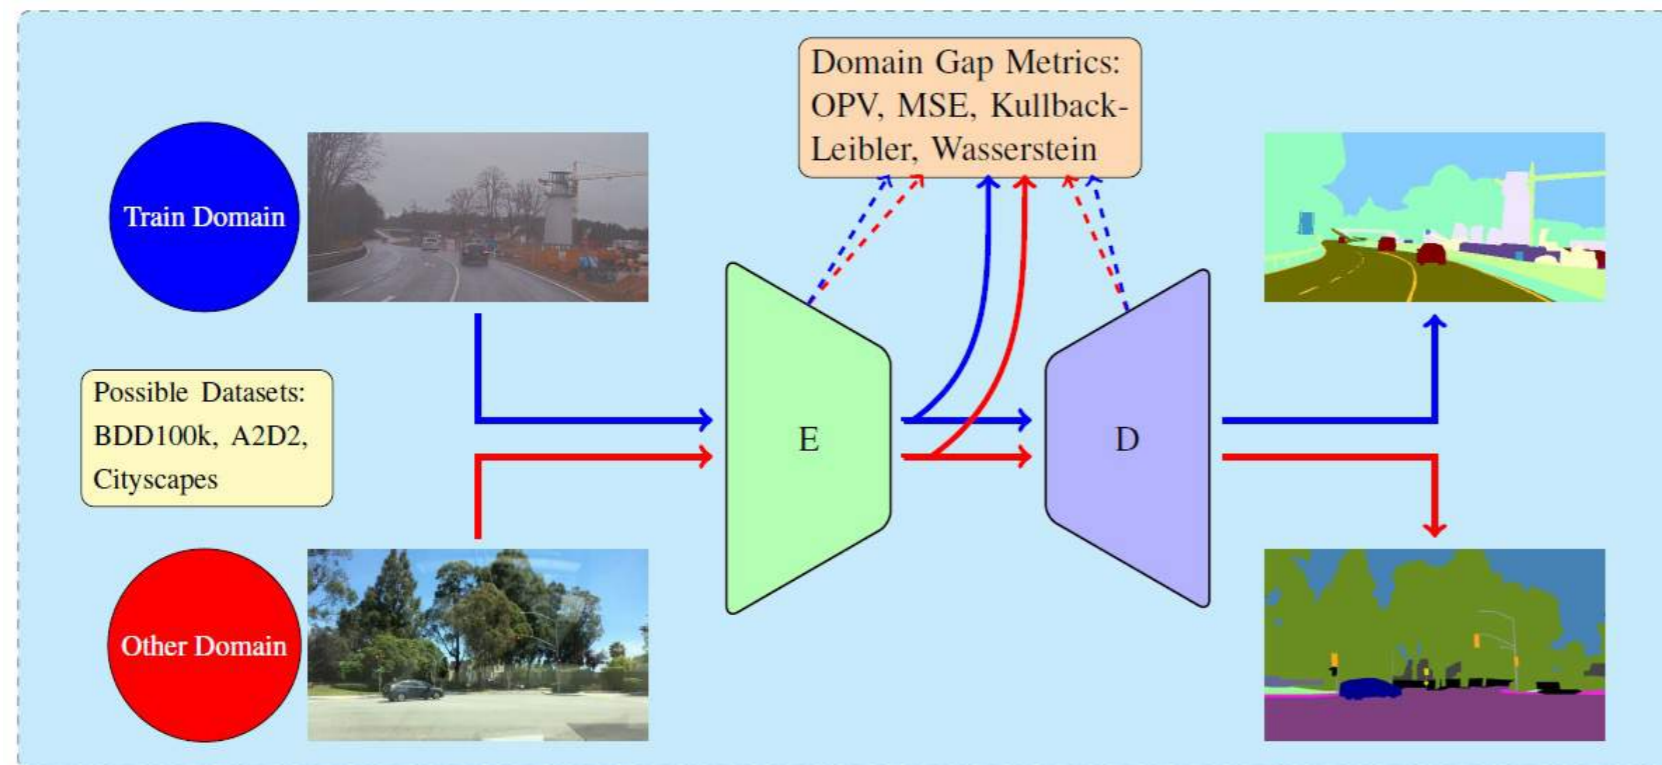 Domain Gap Metrics:
OPV, MSE, Kullback-
Leibler, Wasserstein
Train Domain
Possible Datasets:
BDD100k, A2D2,
Cityscapes
E
D
Other Domain